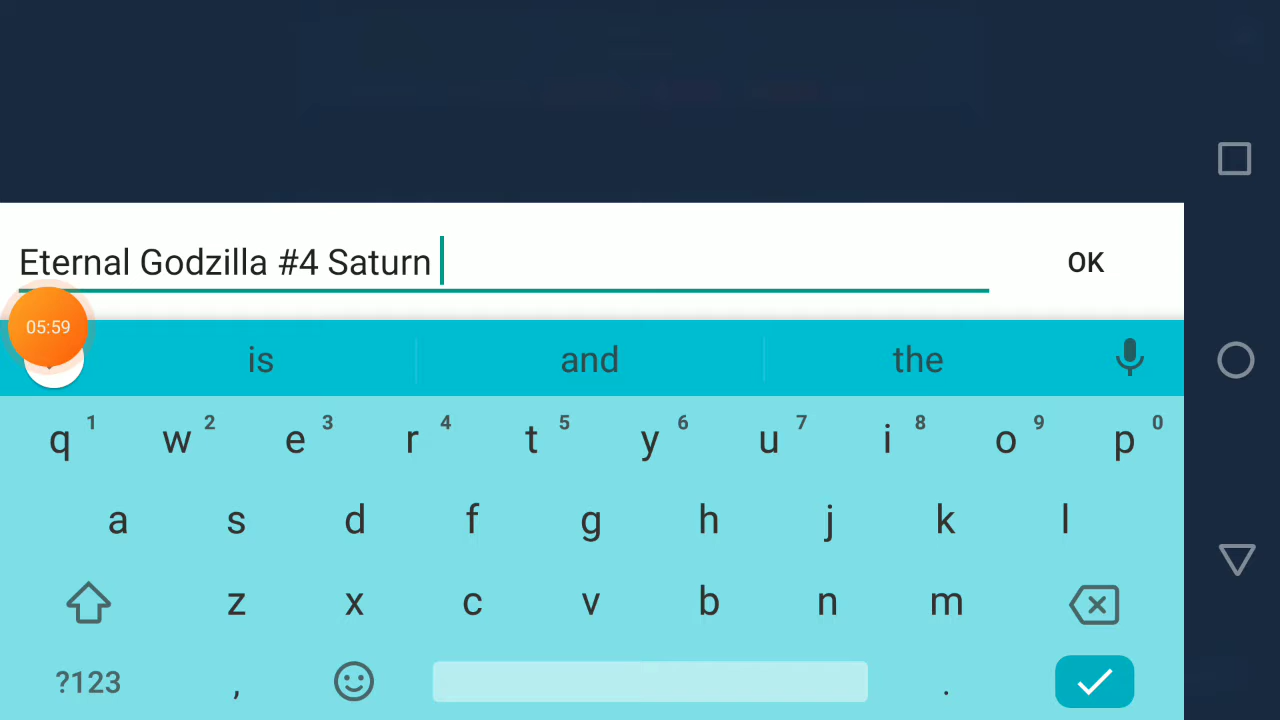 Eternal Godzilla #4 Saturn
OK
05:59
is and the
q 1 w 2 e 3 r 4 t 5 y 6 u 7 i 8 o 9 p 0
a s d f g h j k l
z x c v b n m
?123 , .